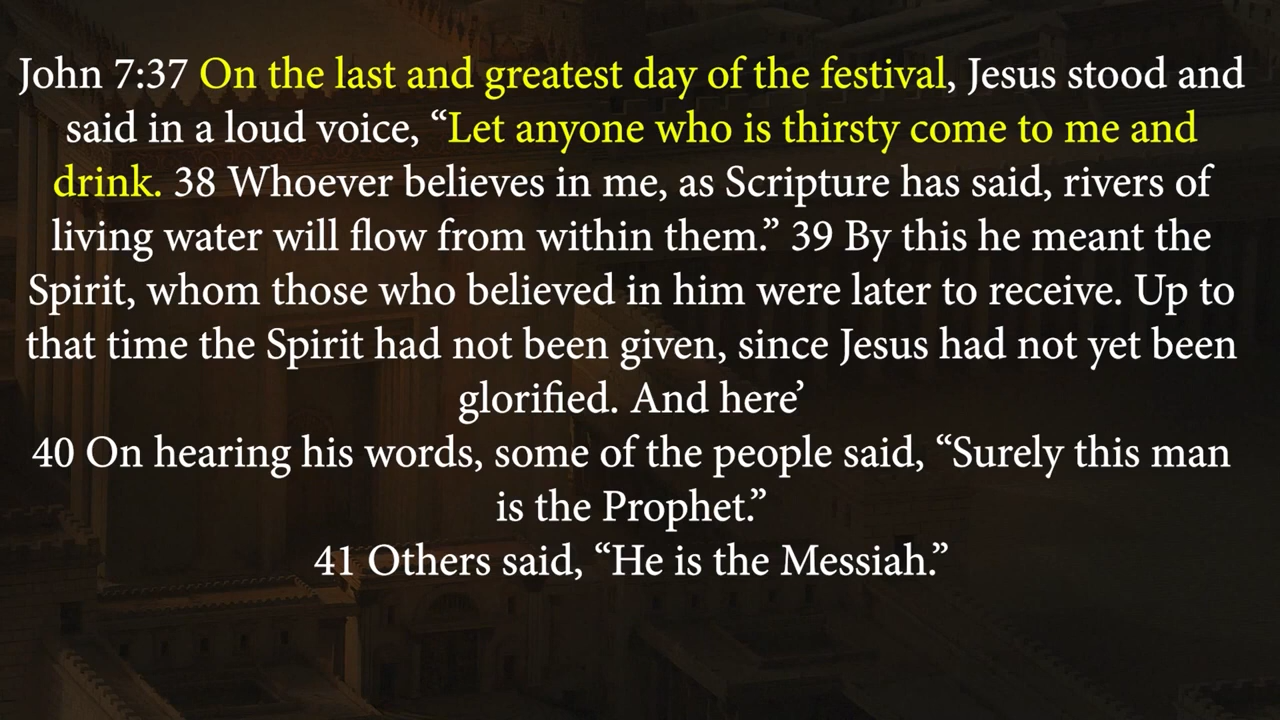 John 7:37 On the last and greatest day of the festival, Jesus stood and
said in a loud voice, “Let anyone who is thirsty come to me and
drink. 38 Whoever believes in me, as Scripture has said, rivers of
living water will flow from within them.” 39 By this he meant the
Spirit, whom those who believed in him were later to receive. Up to
that time the Spirit had not been given, since Jesus had not yet been
glorified. And here’
40 On hearing his words, some of the people said, “Surely this man
is the Prophet.”
41 Others said, “He is the Messiah.”